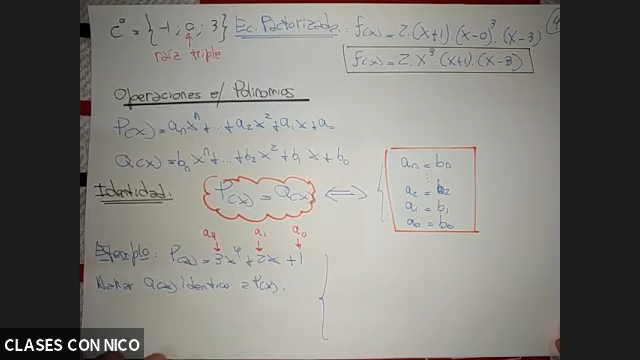 C⁰ = {-1; 0; 3} Ec. Factorizada: f(x) = 2.(x+1).(x-0)³.(x-3)
raíz triple
f(x) = 2.x³.(x+1).(x-3)
Operaciones e/ Polinomios
P(x) = aₙxⁿ+...+a₂x²+a₁x+a₀
Q(x) = bₙxⁿ+...+b₂x²+b₁x+b₀
Identidad: P(x) = Q(x) ⟺ { aₙ = bₙ
⋮
a₂ = b₂
a₁ = b₁
a₀ = b₀
a₄ a₁ a₀
Ejemplo: P(x) = 3x⁴+2x+1
Hallar Q(x) identico a P(x).
CLASES CON NICO